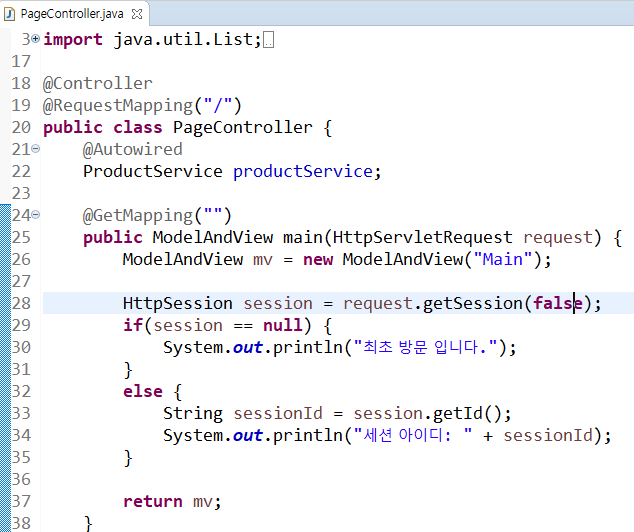 PageController.java
3 import java.util.List;
17
18 @Controller
19 @RequestMapping("/")
20 public class PageController {
21     @Autowired
22     ProductService productService;
23
24     @GetMapping("")
25     public ModelAndView main(HttpServletRequest request) {
26         ModelAndView mv = new ModelAndView("Main");
27
28         HttpSession session = request.getSession(false);
29         if(session == null) {
30             System.out.println("최초 방문 입니다.");
31         }
32         else {
33             String sessionId = session.getId();
34             System.out.println("세션 아이디: " + sessionId);
35         }
36
37         return mv;
38     }